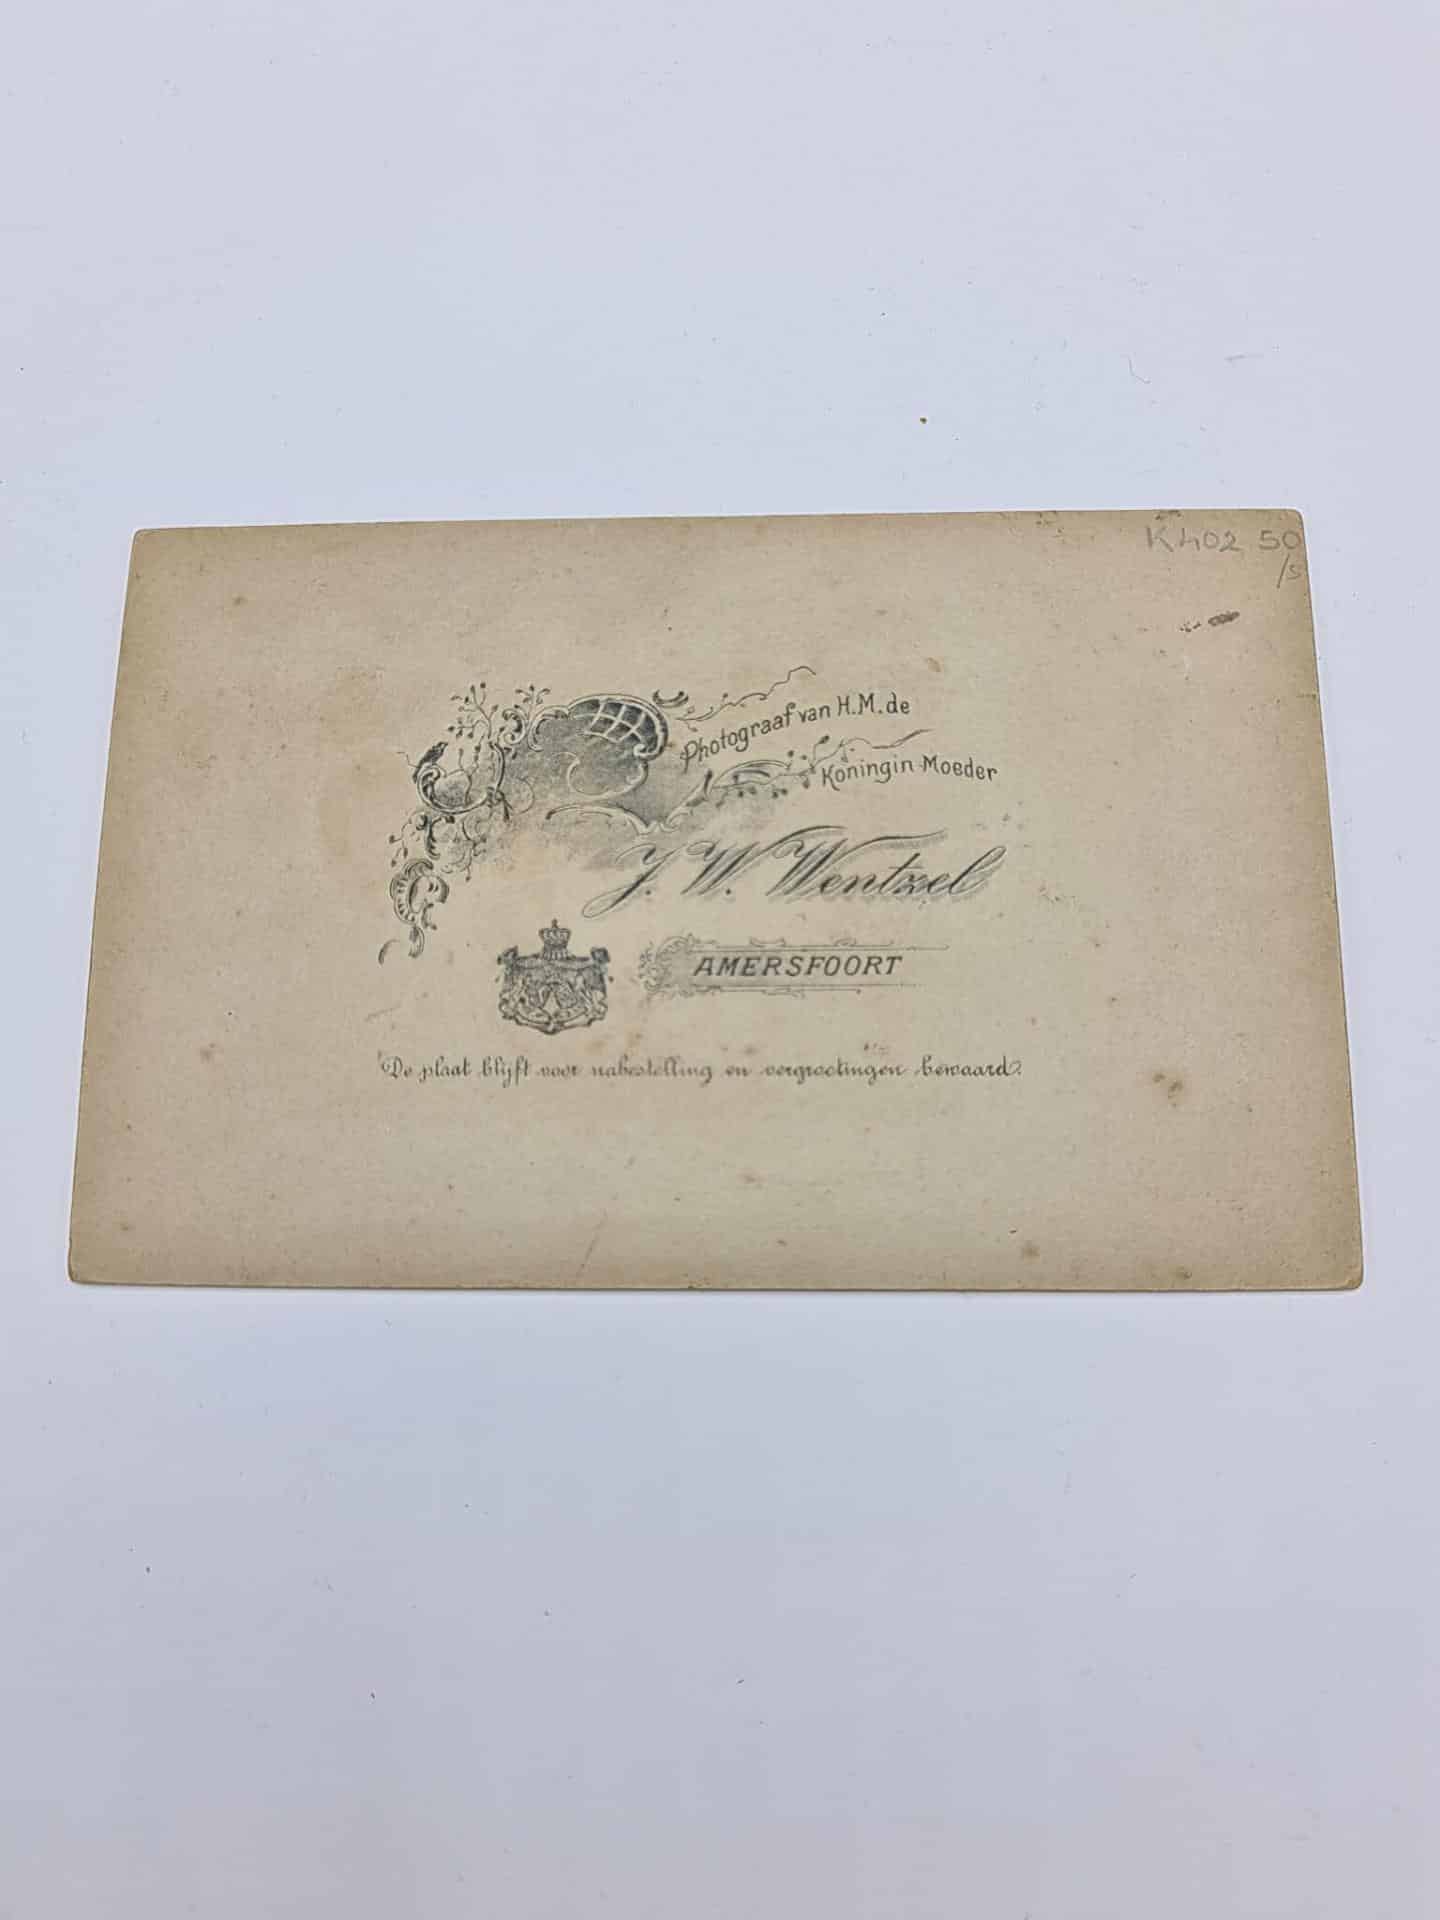 K402 50
/s
Photograaf van H.M. de
Koningin-Moeder
J. W. Wentzel
AMERSFOORT
De plaat blijft voor nabestelling en vergrootingen bewaard.